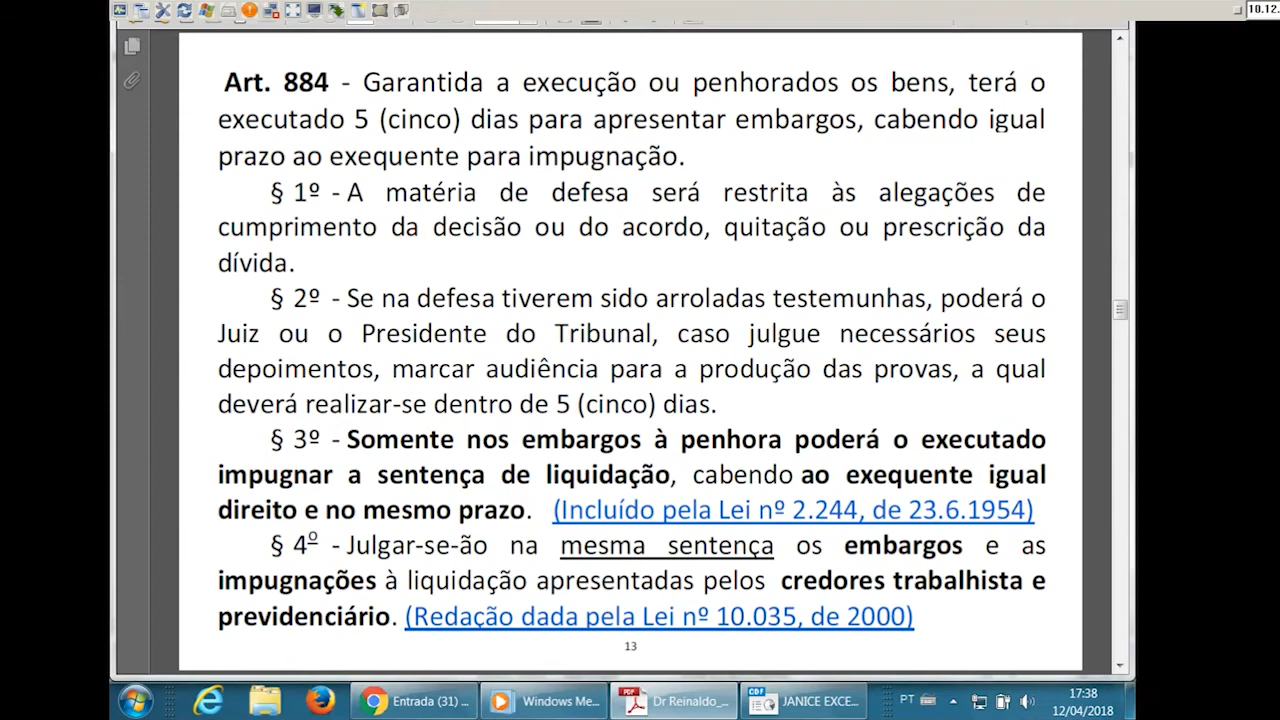 10.12.
Art. 884 - Garantida a execução ou penhorados os bens, terá o
executado 5 (cinco) dias para apresentar embargos, cabendo igual
prazo ao exequente para impugnação.
§ 1º - A matéria de defesa será restrita às alegações de
cumprimento da decisão ou do acordo, quitação ou prescrição da
dívida.
§ 2º - Se na defesa tiverem sido arroladas testemunhas, poderá o
Juiz ou o Presidente do Tribunal, caso julgue necessários seus
depoimentos, marcar audiência para a produção das provas, a qual
deverá realizar-se dentro de 5 (cinco) dias.
§ 3º - Somente nos embargos à penhora poderá o executado
impugnar a sentença de liquidação, cabendo ao exequente igual
direito e no mesmo prazo. (Incluído pela Lei nº 2.244, de 23.6.1954)
§ 4º - Julgar-se-ão na mesma sentença os embargos e as
impugnações à liquidação apresentadas pelos credores trabalhista e
previdenciário. (Redação dada pela Lei nº 10.035, de 2000)
13
Entrada (31) ...
Windows Me...
PDF
Dr Reinaldo_...
CDF
JANICE EXCE...
PT
17:38
12/04/2018